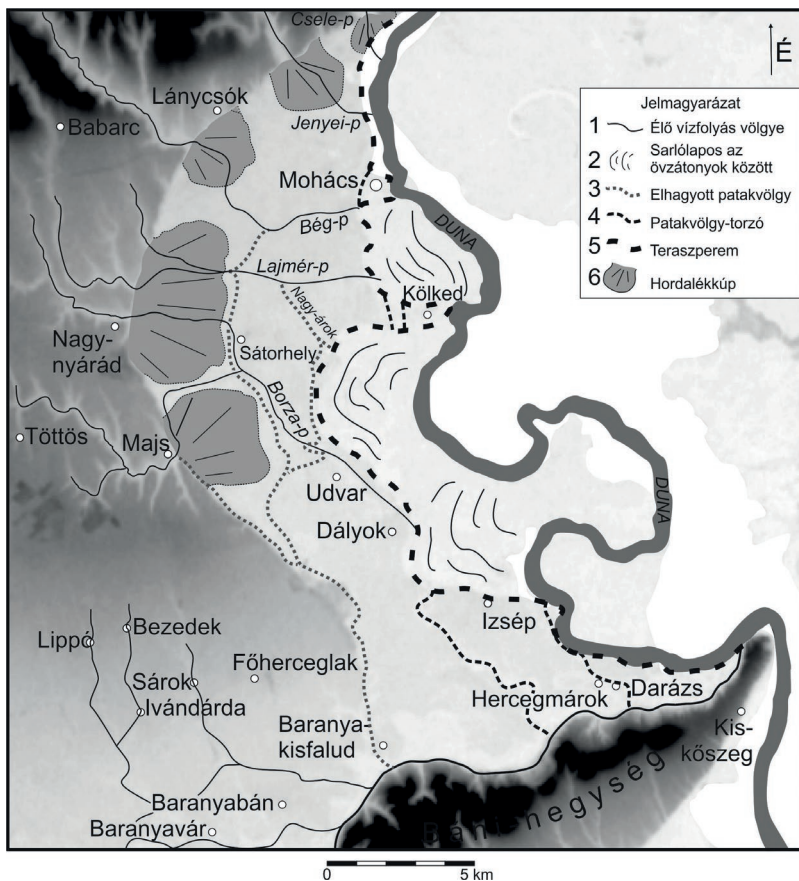 Csele-p
É
Lánycsók
Babarc
Jenyei-p
Mohács
Bég-p
DUNA
Lajmér-p
Kölked
Nagy-árok
Nagy-
nyárád
Sátorhely
Borza-p
Töttös
Majs
Udvar
Dályok
DUNA
Izsép
Lippó
Bezedek
Sárok
Főherceglak
Ivándárda
Hercegmárok
Darázs
Baranya-
kisfalud
Kis-
kőszeg
Báni-hegység
Baranyabán
Baranyavár
Jelmagyarázat
1 Élő vízfolyás völgye
2 Sarlólapos az
övzátonyok között
3 Elhagyott patakvölgy
4 Patakvölgy-torzó
5 Teraszperem
6 Hordalékkúp
0 5 km